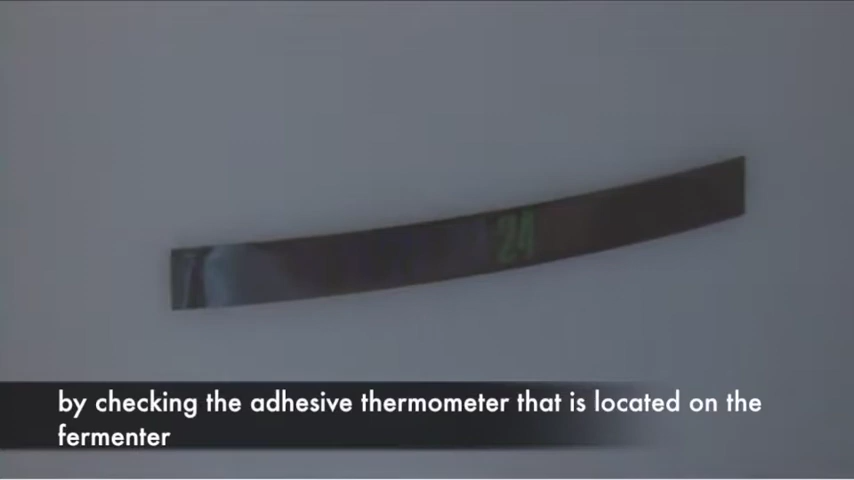 24
by checking the adhesive thermometer that is located on the
fermenter